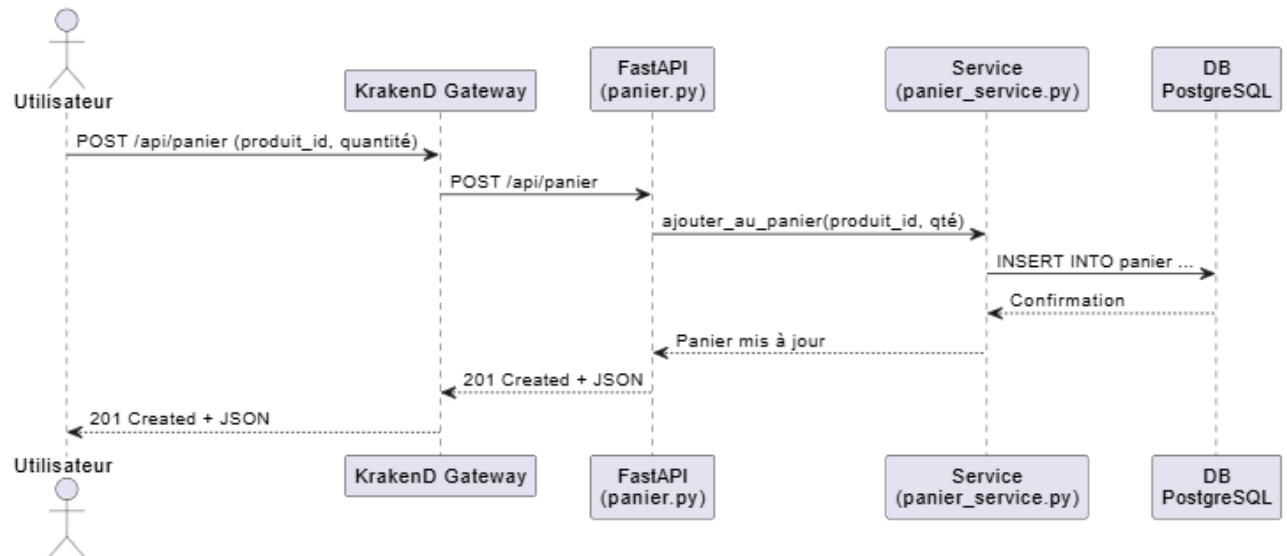 Utilisateur
KrakenD Gateway
FastAPI
(panier.py)
Service
(panier_service.py)
DB
PostgreSQL
POST /api/panier (produit_id, quantité)
POST /api/panier
ajouter_au_panier(produit_id, qté)
INSERT INTO panier ...
Confirmation
Panier mis à jour
201 Created + JSON
201 Created + JSON
Utilisateur
KrakenD Gateway
FastAPI
(panier.py)
Service
(panier_service.py)
DB
PostgreSQL